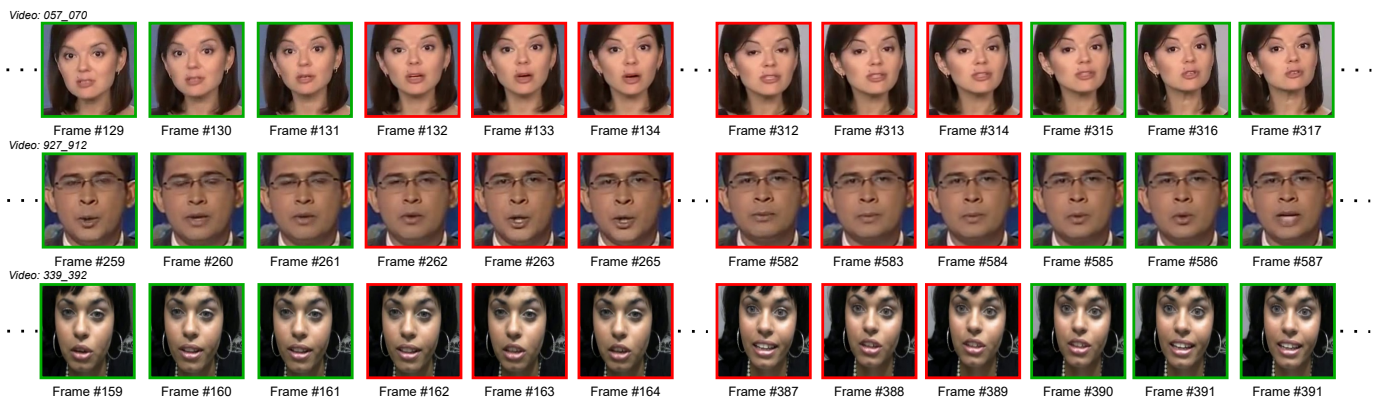 Video: 057_070
. . .
. . .
. . .
Frame #129 Frame #130 Frame #131 Frame #132 Frame #133 Frame #134 Frame #312 Frame #313 Frame #314 Frame #315 Frame #316 Frame #317
Video: 927_912
. . .
. . .
. . .
Frame #259 Frame #260 Frame #261 Frame #262 Frame #263 Frame #265 Frame #582 Frame #583 Frame #584 Frame #585 Frame #586 Frame #587
Video: 339_392
. . .
. . .
. . .
Frame #159 Frame #160 Frame #161 Frame #162 Frame #163 Frame #164 Frame #387 Frame #388 Frame #389 Frame #390 Frame #391 Frame #391